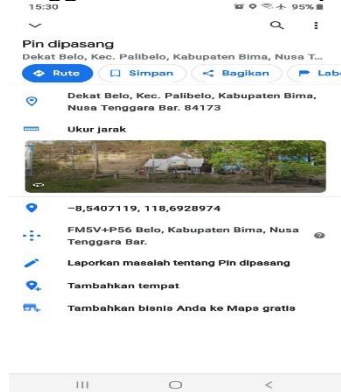 15:30
95%
Pin dipasang
Dekat Belo, Kec. Palibelo, Kabupaten Bima, Nusa T...
Rute Simpan Bagikan Lab
Dekat Belo, Kec. Palibelo, Kabupaten Bima,
Nusa Tenggara Bar. 84173
Ukur jarak
-8,5407119, 118,6928974
FM5V+P56 Belo, Kabupaten Bima, Nusa
Tenggara Bar.
Laporkan masalah tentang Pin dipasang
Tambahkan tempat
Tambahkan bisnis Anda ke Maps gratis